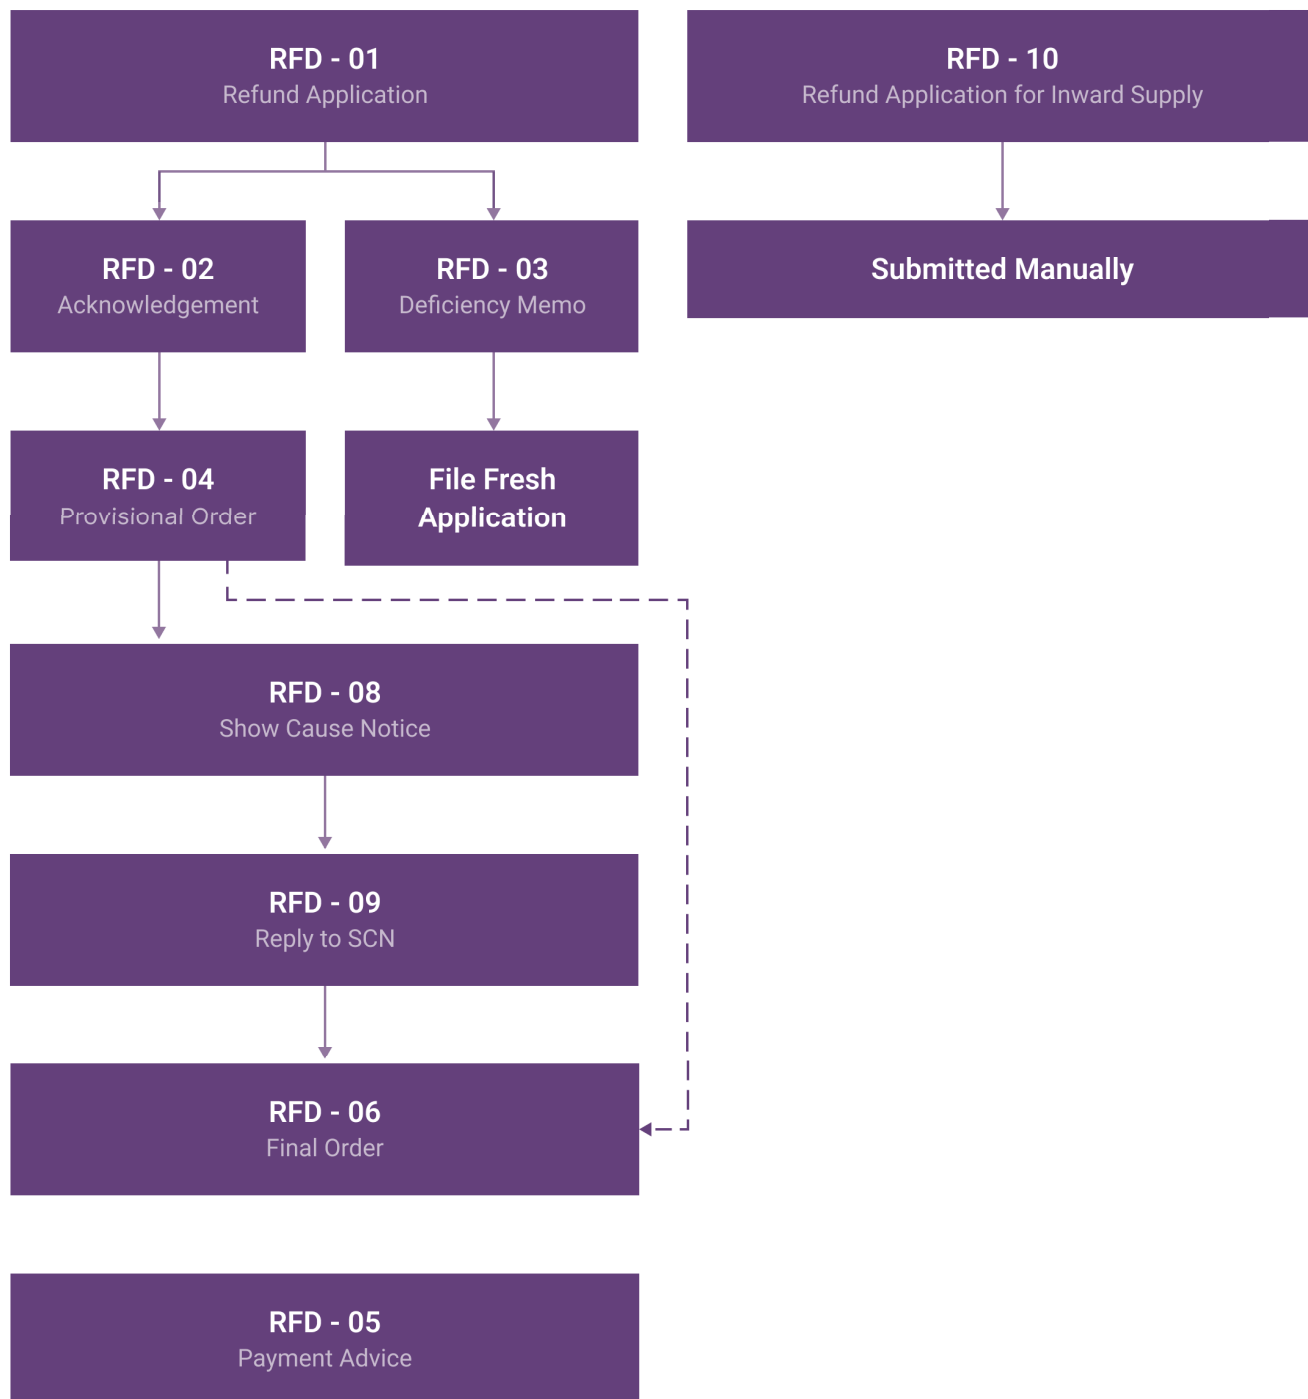 RFD - 01
Refund Application
RFD - 10
Refund Application for Inward Supply
RFD - 02
Acknowledgement
RFD - 03
Deficiency Memo
Submitted Manually
RFD - 04
Provisional Order
File Fresh
Application
RFD - 08
Show Cause Notice
RFD - 09
Reply to SCN
RFD - 06
Final Order
RFD - 05
Payment Advice